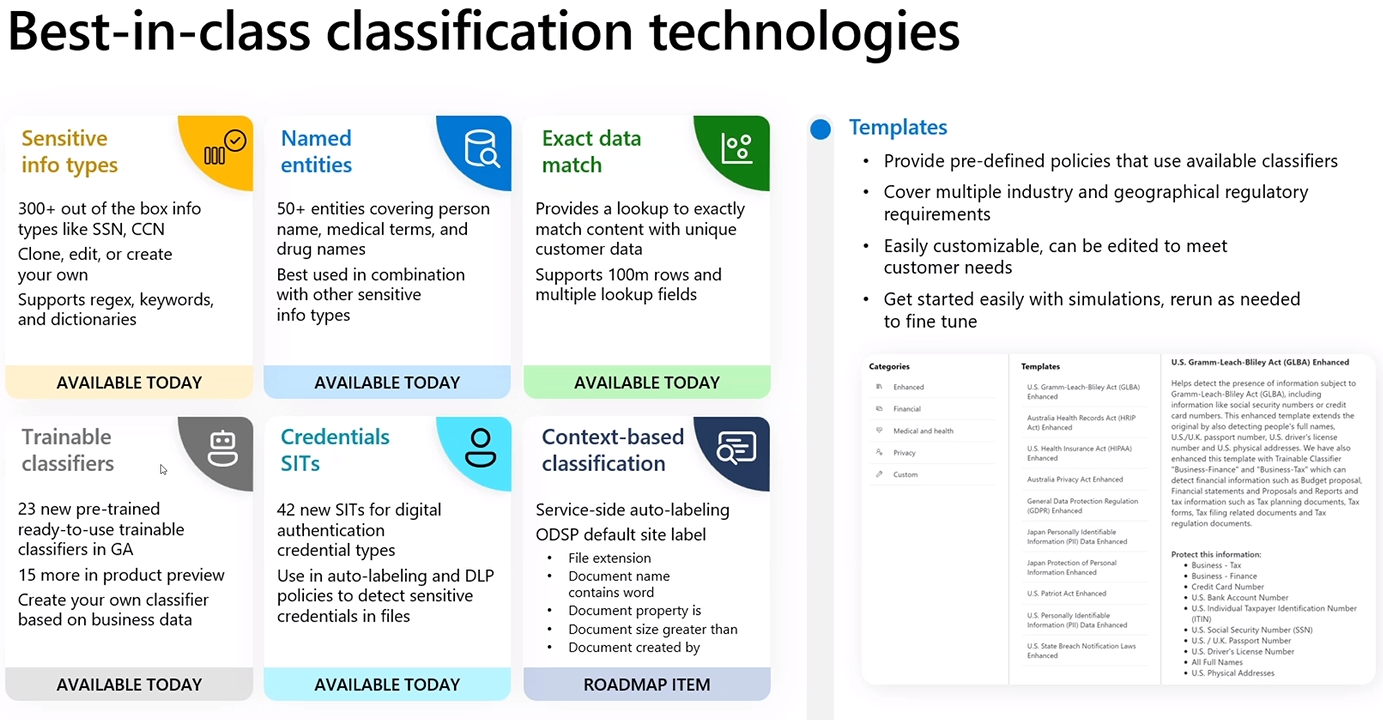 Best-in-class classification technologies
Sensitive
info types
300+ out of the box info
types like SSN, CCN
Clone, edit, or create
your own
Supports regex, keywords,
and dictionaries
AVAILABLE TODAY
Named
entities
50+ entities covering person
name, medical terms, and
drug names
Best used in combination
with other sensitive
info types
AVAILABLE TODAY
Exact data
match
Provides a lookup to exactly
match content with unique
customer data
Supports 100m rows and
multiple lookup fields
AVAILABLE TODAY
Trainable
classifiers
23 new pre-trained
ready-to-use trainable
classifiers in GA
15 more in product preview
Create your own classifier
based on business data
AVAILABLE TODAY
Credentials
SITs
42 new SITs for digital
authentication
credential types
Use in auto-labeling and DLP
policies to detect sensitive
credentials in files
AVAILABLE TODAY
Context-based
classification
Service-side auto-labeling
ODSP default site label
• File extension
• Document name
contains word
• Document property is
• Document size greater than
• Document created by
ROADMAP ITEM
Templates
• Provide pre-defined policies that use available classifiers
• Cover multiple industry and geographical regulatory
requirements
• Easily customizable, can be edited to meet
customer needs
• Get started easily with simulations, rerun as needed
to fine tune
Categories
Enhanced
Financial
Medical and health
Privacy
Custom
Templates
U.S. Gramm-Leach-Bliley Act (GLBA)
Enhanced
Australia Health Records Act (HRIP
Act) Enhanced
U.S. Health Insurance Act (HIPAA)
Enhanced
Australia Privacy Act Enhanced
General Data Protection Regulation
(GDPR) Enhanced
Japan Personally Identifiable
Information (PII) Data Enhanced
Japan Protection of Personal
Information Enhanced
U.S. Patriot Act Enhanced
U.S. Personally Identifiable
Information (PII) Data Enhanced
U.S. State Breach Notification Laws
Enhanced
U.S. Gramm-Leach-Bliley Act (GLBA) Enhanced
Helps detect the presence of information subject to
Gramm-Leach-Bliley Act (GLBA), including
information like social security numbers or credit
card numbers. This enhanced template extends the
original by also detecting people's full names,
U.S./U.K. passport number, U.S. driver's license
number and U.S. physical addresses. We have also
enhanced this template with Trainable Classifier
"Business-Finance" and "Business-Tax" which can
detect financial information such as Budget proposal,
Financial statements and Proposals and Reports and
tax information such as Tax planning documents, Tax
forms, Tax filing related documents and Tax
regulation documents.
Protect this information:
• Business - Tax
• Business - Finance
• Credit Card Number
• U.S. Bank Account Number
• U.S. Individual Taxpayer Identification Number
(ITIN)
• U.S. Social Security Number (SSN)
• U.S. / U.K. Passport Number
• U.S. Driver's License Number
• All Full Names
• U.S. Physical Addresses